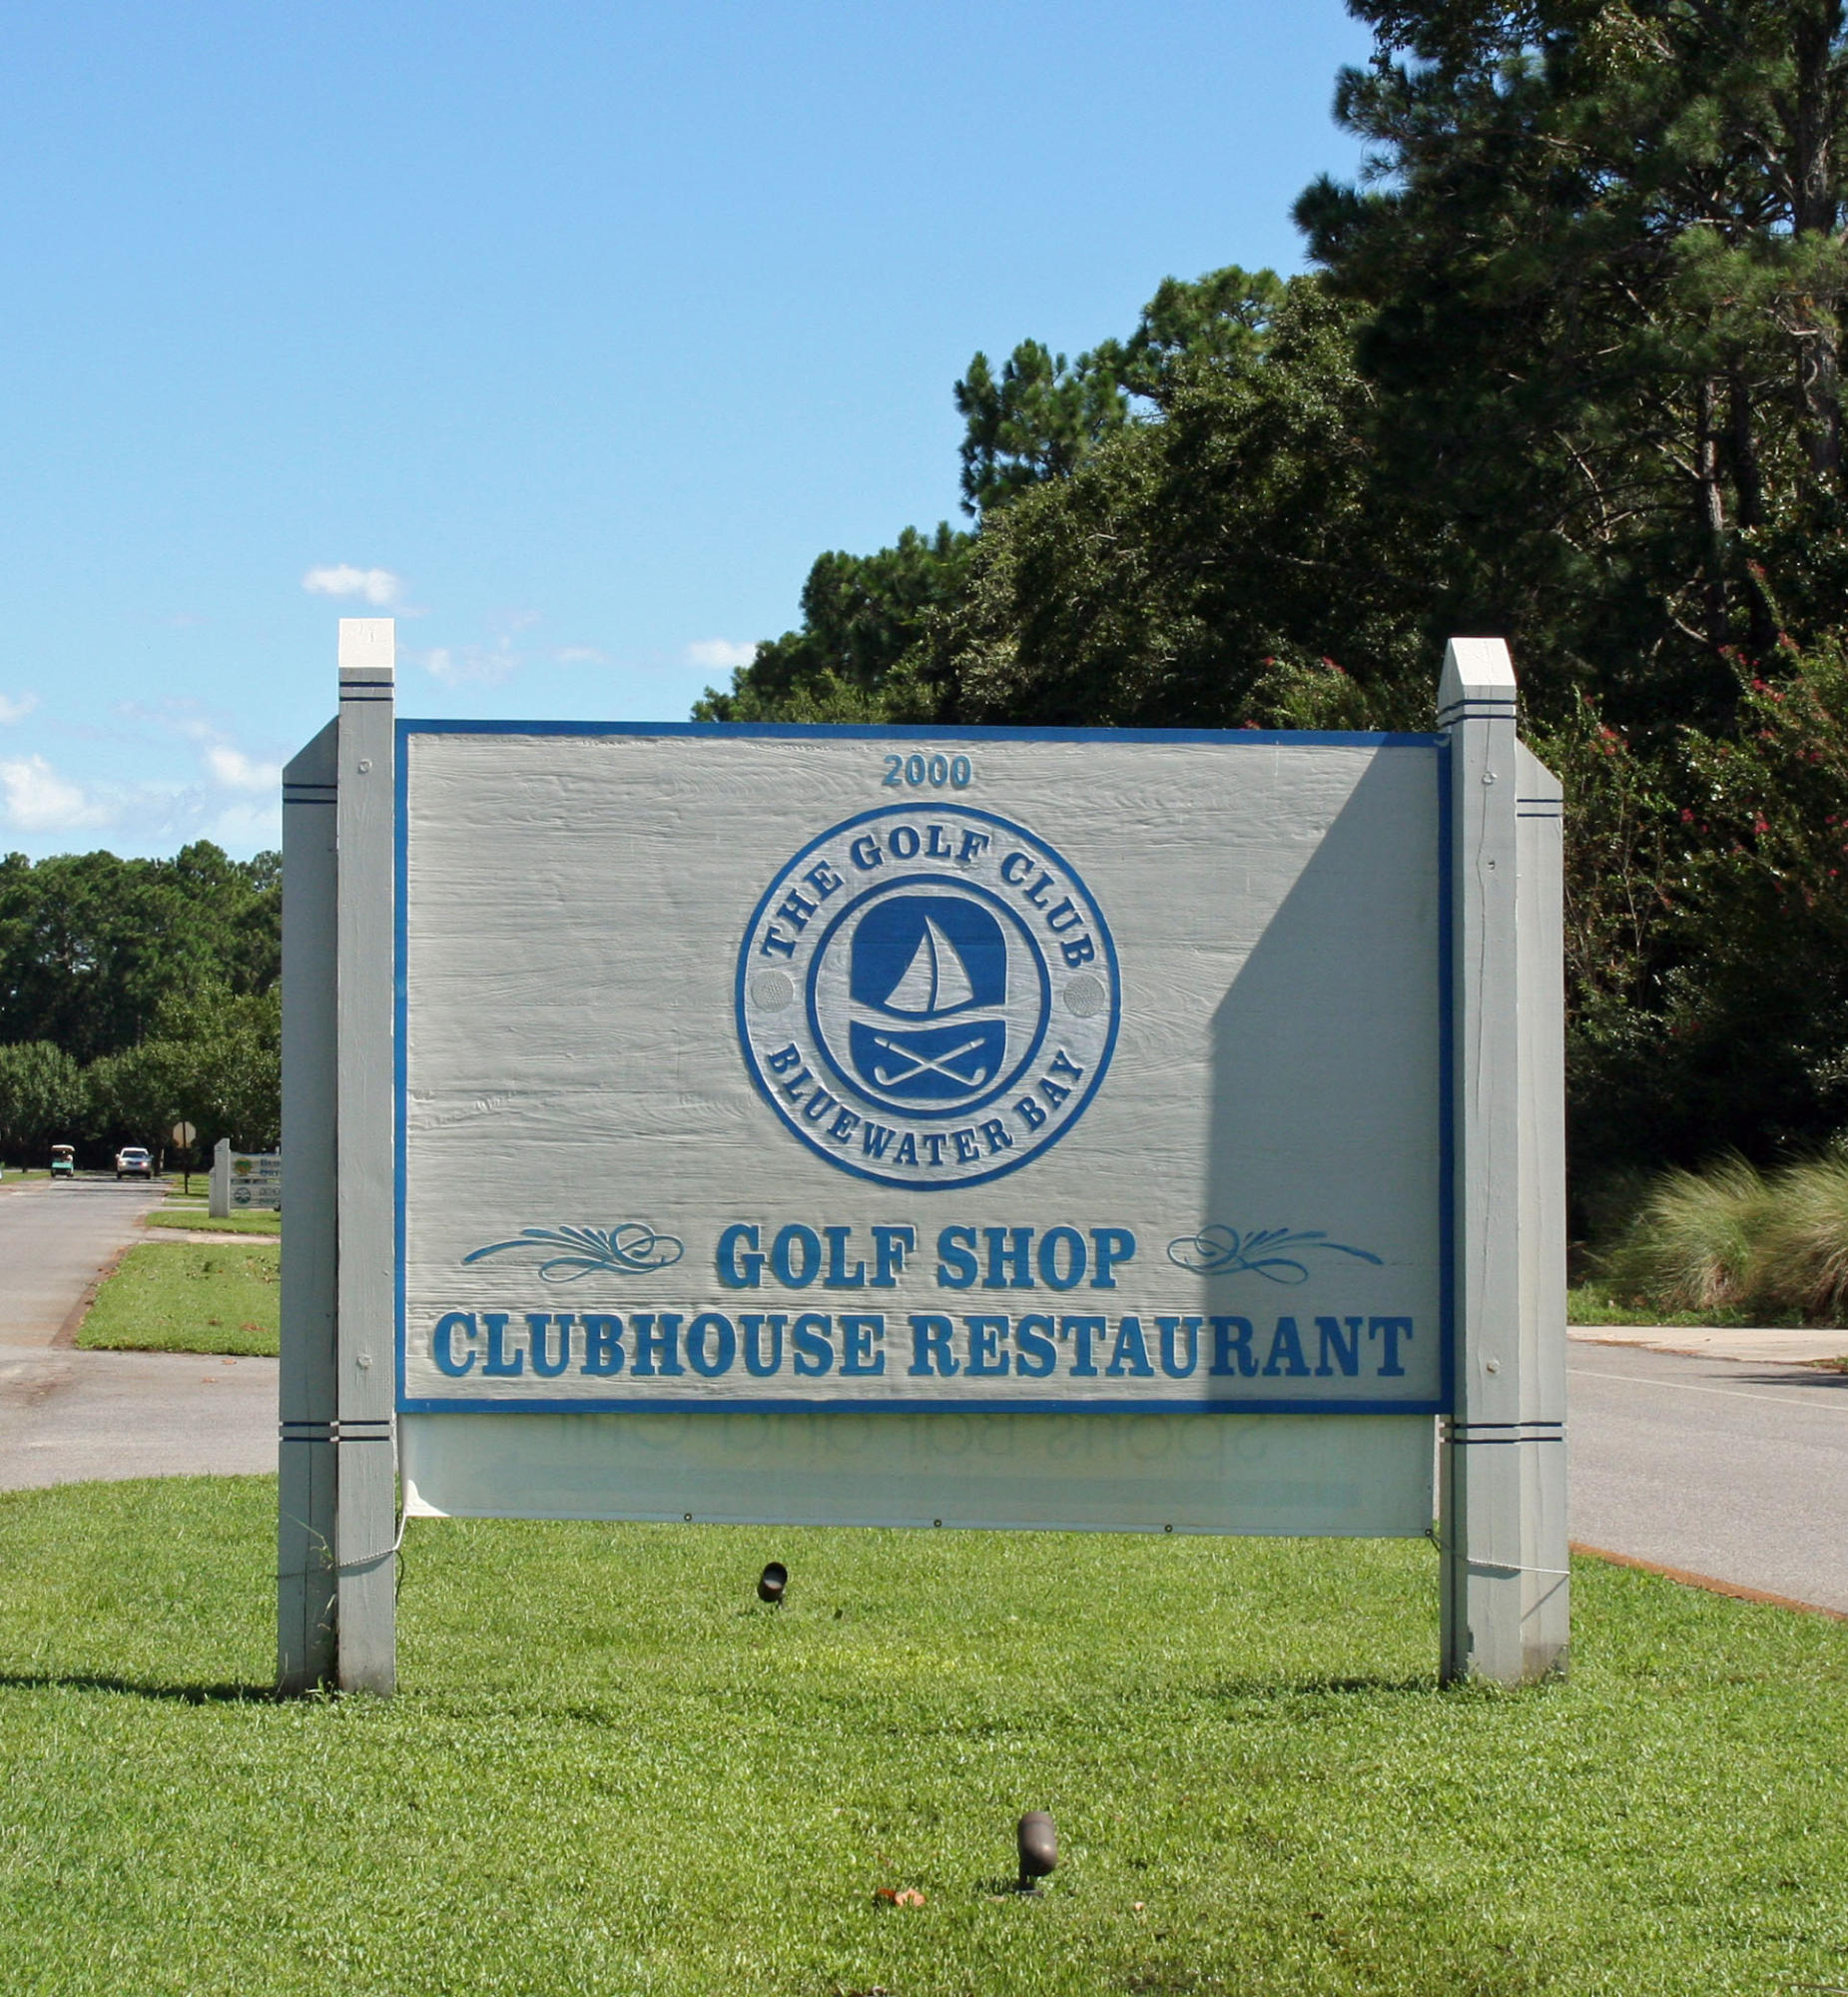 2000
THE GOLF CLUB
BLUEWATER BAY
GOLF SHOP
CLUBHOUSE RESTAURANT